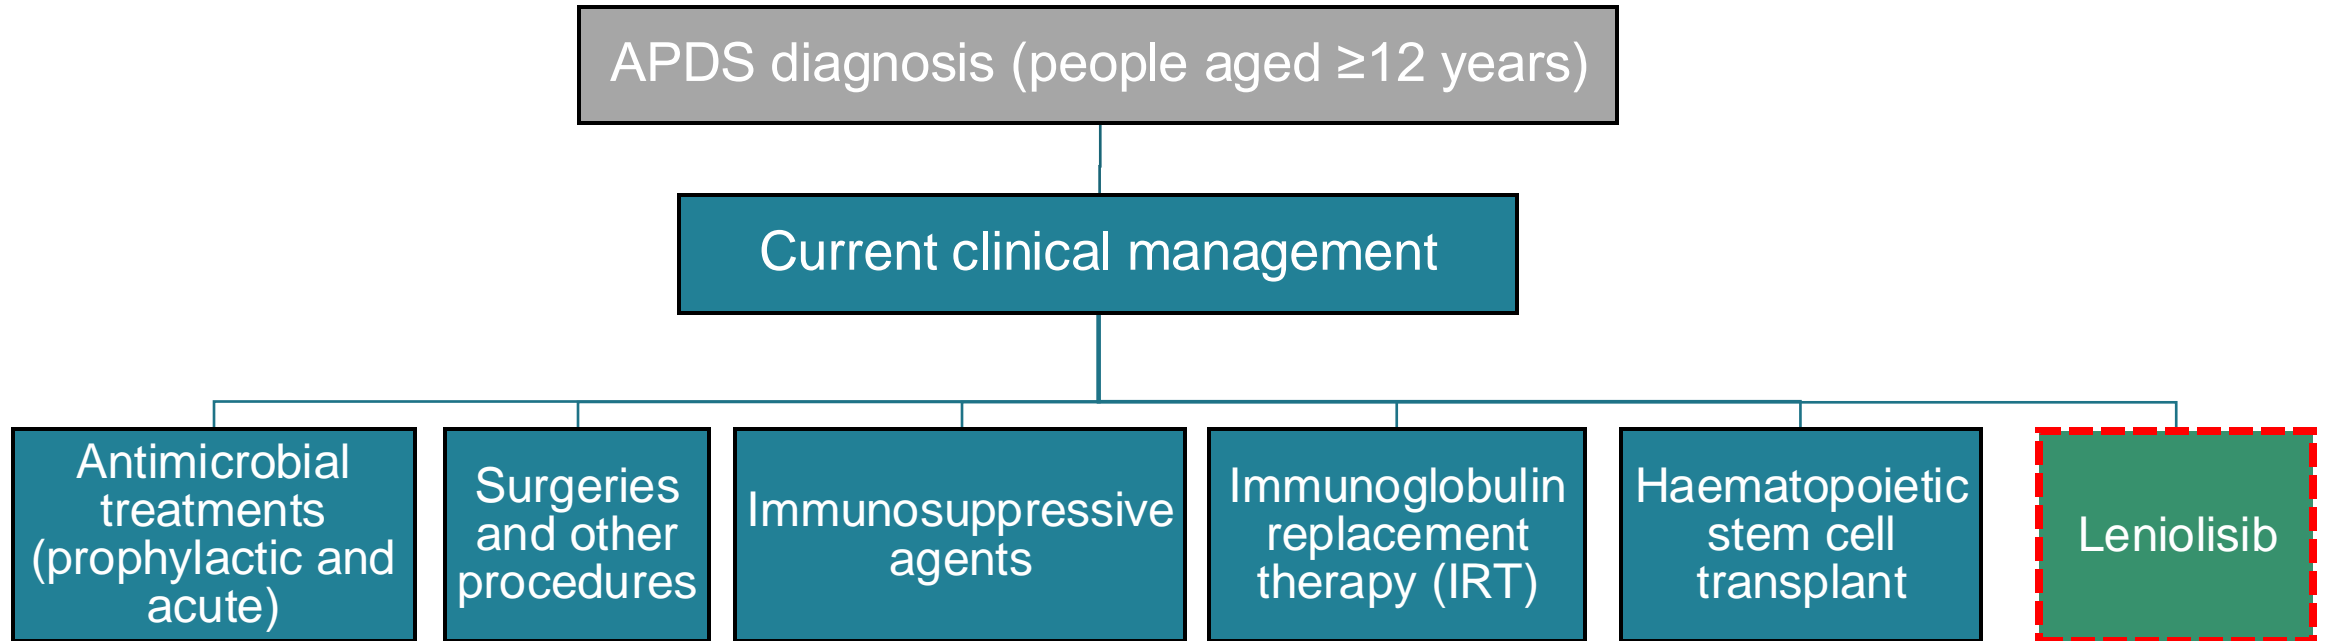 APDS diagnosis (people aged ≥12 years)
Current clinical management
Antimicrobial
treatments
(prophylactic and
acute)
Surgeries
and other
procedures
Immunosuppressive
agents
Immunoglobulin
replacement
therapy (IRT)
Haematopoietic
stem cell
transplant
Leniolisib